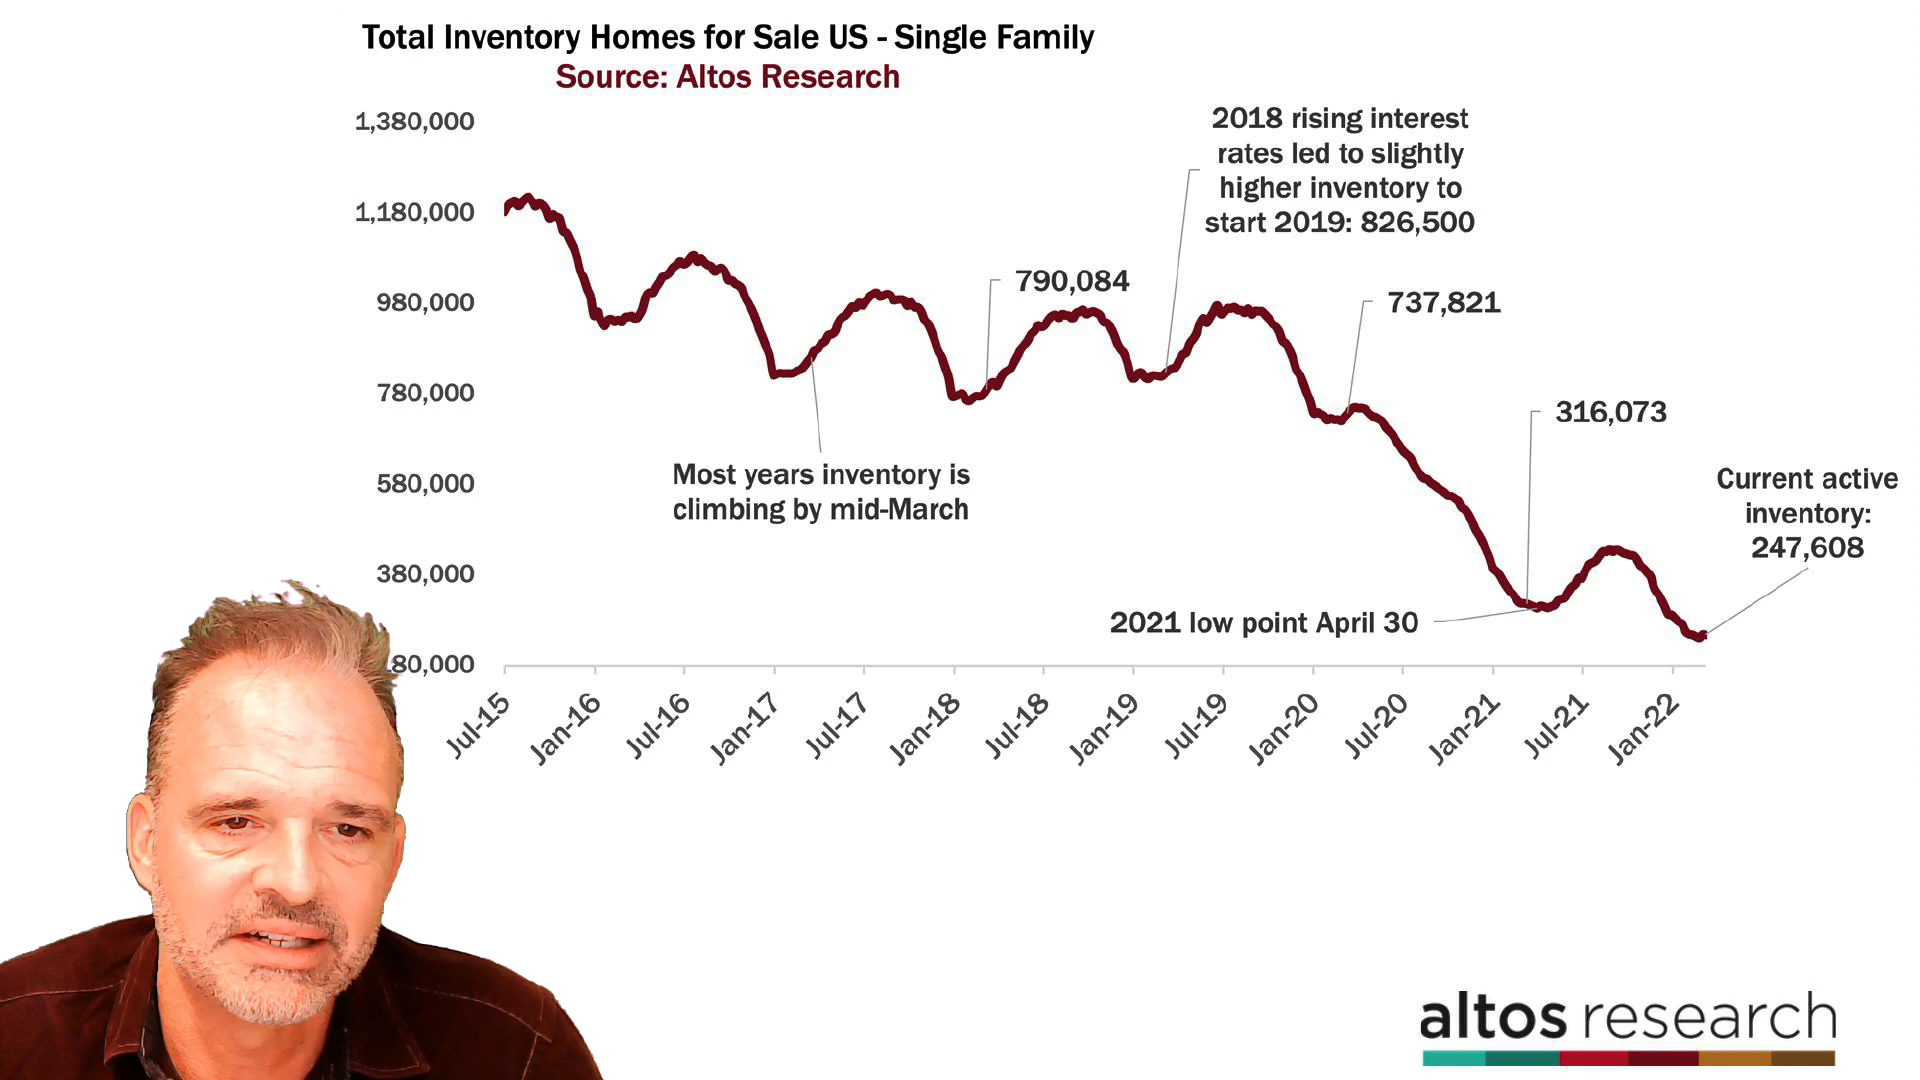 Total Inventory Homes for Sale US - Single Family
Source: Altos Research
1,380,000
1,180,000
980,000
780,000
580,000
380,000
80,000
2018 rising interest
rates led to slightly
higher inventory to
start 2019: 826,500
790,084
737,821
316,073
Current active
inventory:
247,608
Most years inventory is
climbing by mid-March
2021 low point April 30
Jul-15
Jan-16
Jul-16
Jan-17
Jul-17
Jan-18
Jul-18
Jan-19
Jul-19
Jan-20
Jul-20
Jan-21
Jul-21
Jan-22
altos research